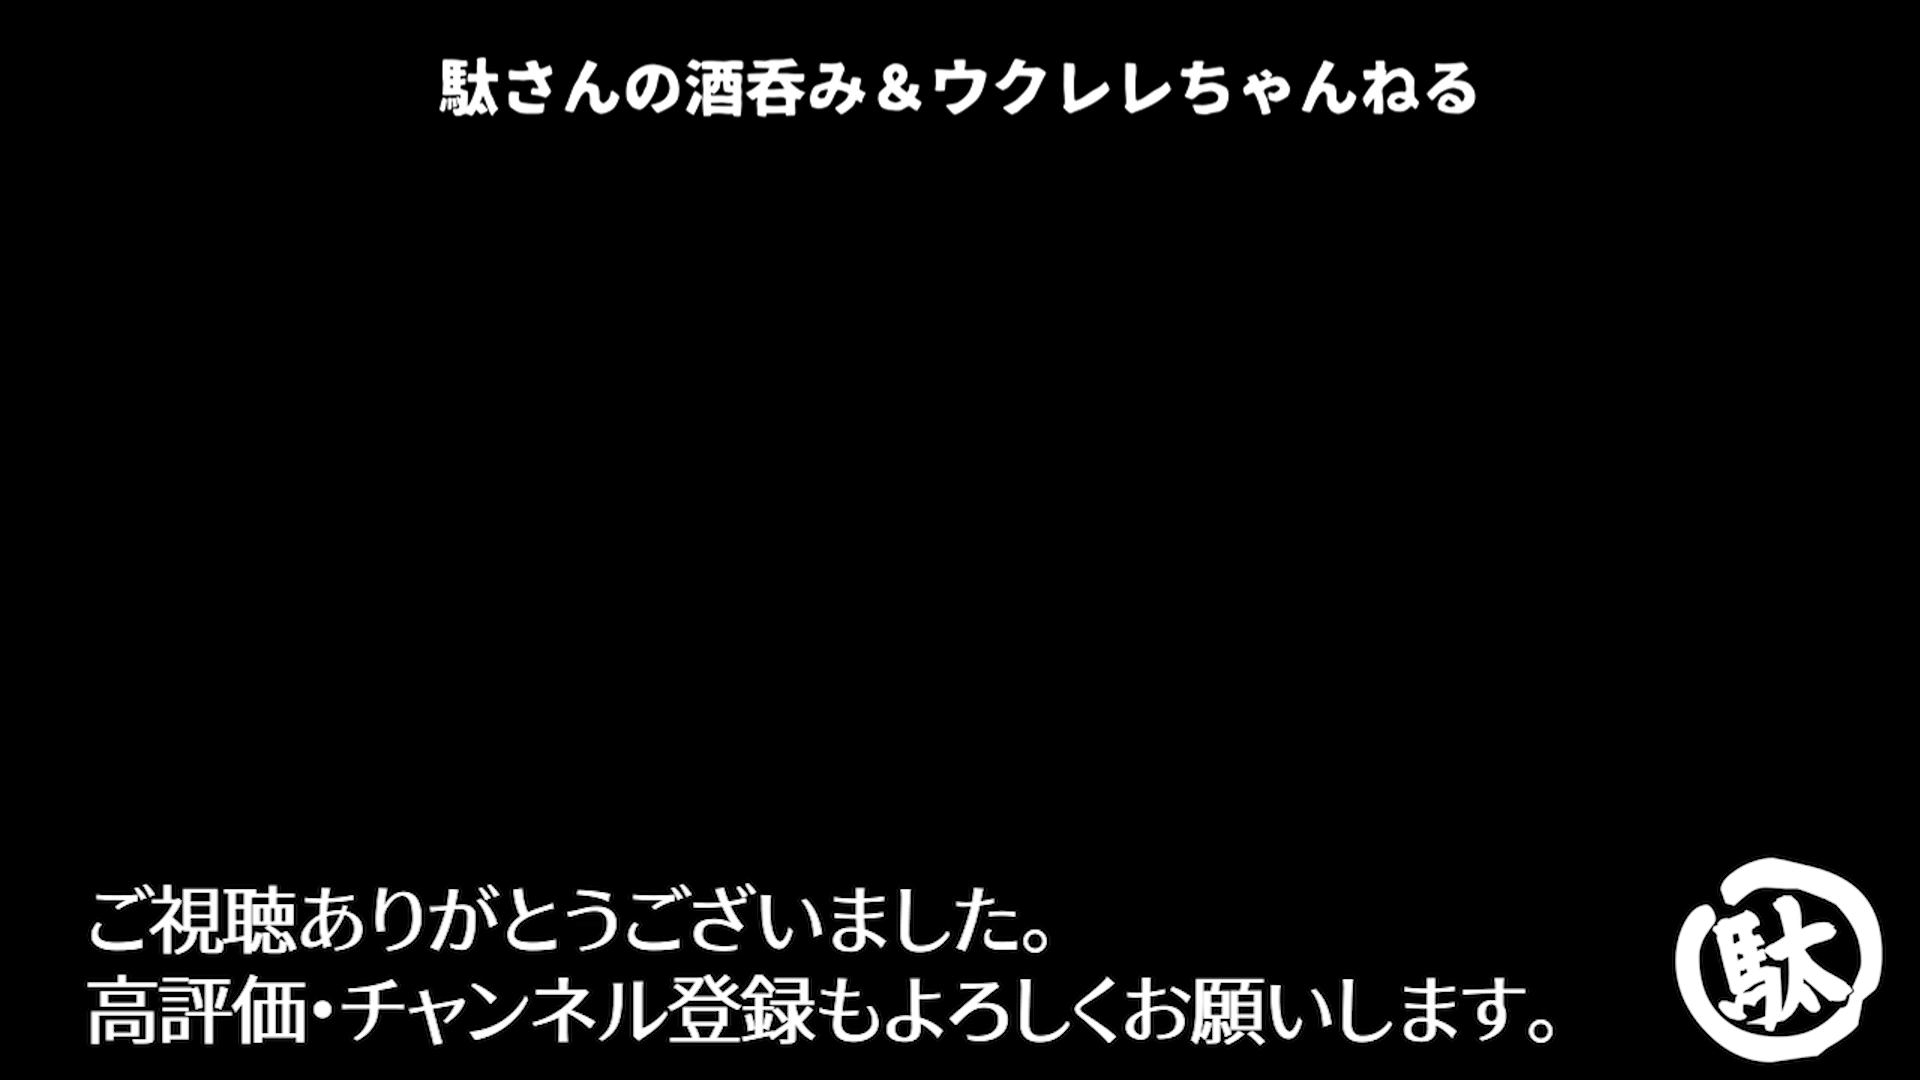 駄さんの酒呑み＆ウクレレちゃんねる
ご視聴ありがとうございました。
高評価・チャンネル登録もよろしくお願いします。
駄